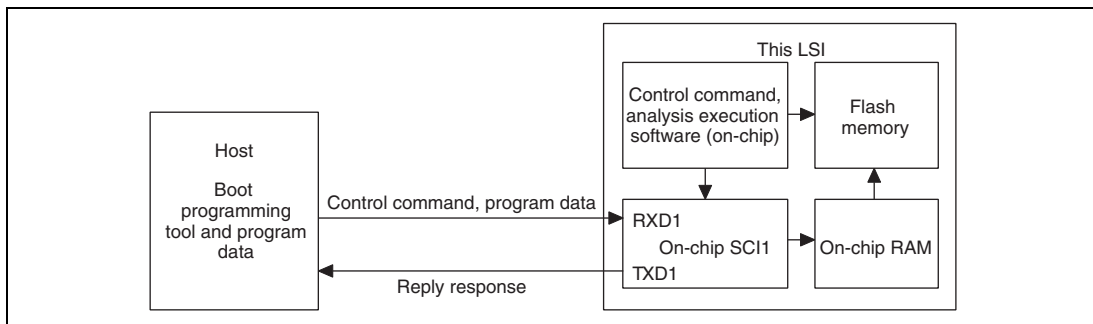 This LSI
Host
Boot
programming
tool and program
data
Control command, program data
Reply response
Control command,
analysis execution
software (on-chip)
Flash
memory
RXD1
On-chip SCI1
TXD1
On-chip RAM